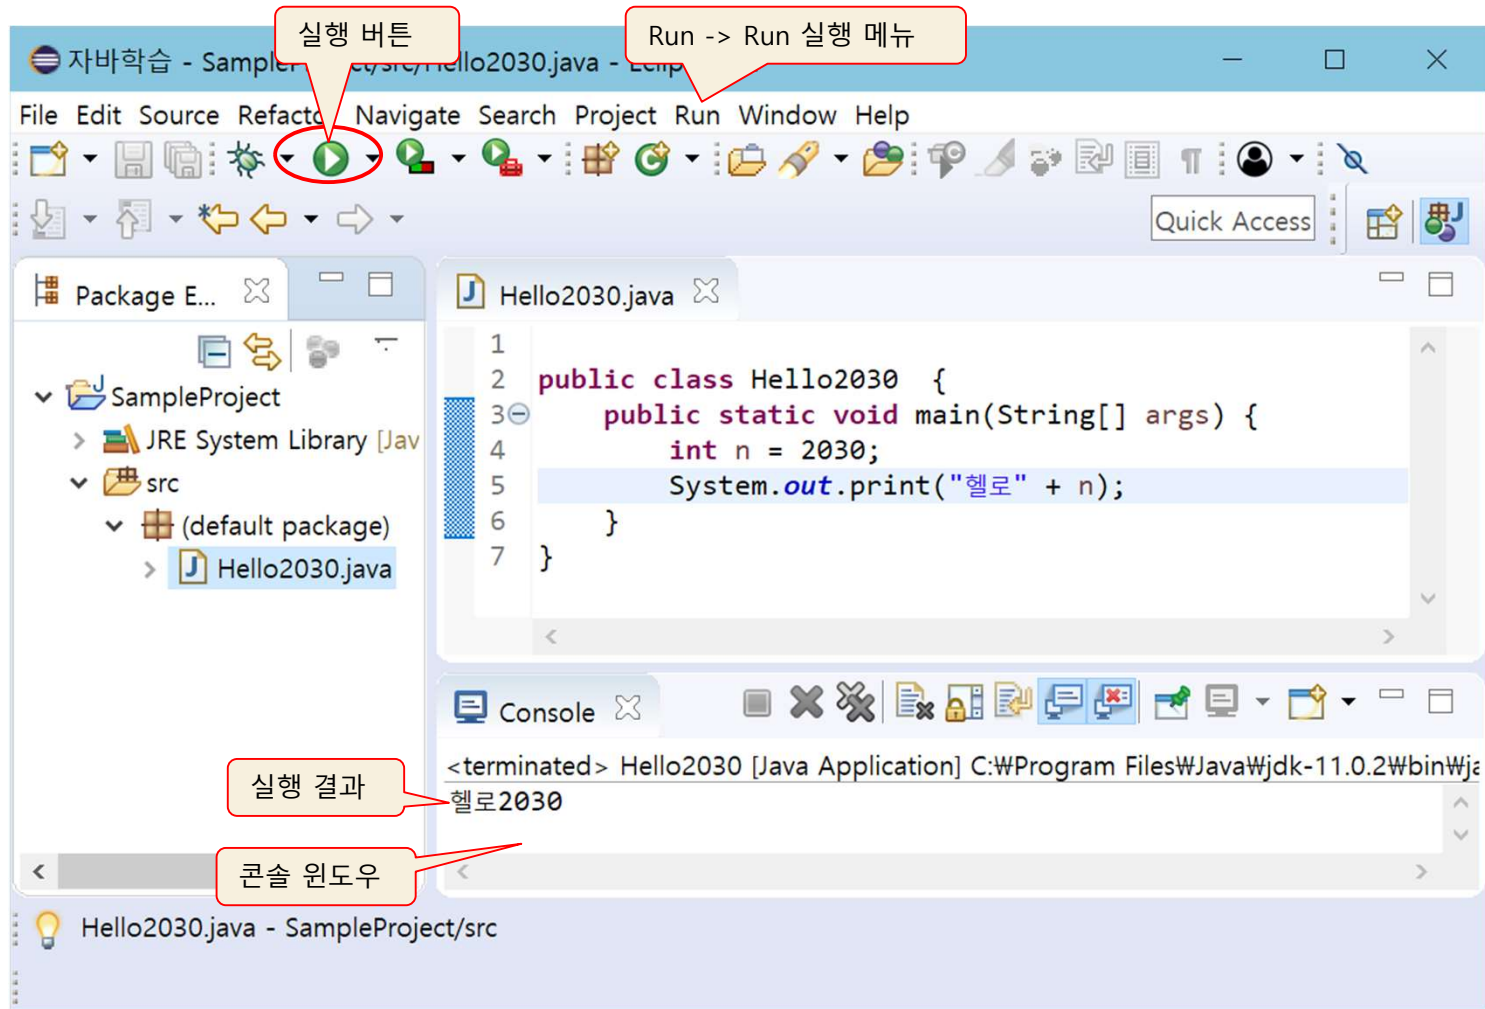 실행 버튼
Run -> Run 실행 메뉴
자바학습 - Sample
ct/src/
ello2030.java -
File Edit Source Refacto Navigate Search Project Run Window Help
Quick Access
Package E...
Hello2030.java
SampleProject
JRE System Library [Jav
src
(default package)
Hello2030.java
1
2 public class Hello2030 {
3 public static void main(String[] args) {
4 int n = 2030;
5 System.out.print("헬로" + n);
6 }
7 }
Console
<terminated> Hello2030 [Java Application] C:₩Program Files₩Java₩jdk-11.0.2₩bin₩ja
헬로2030
실행 결과
콘솔 윈도우
Hello2030.java - SampleProject/src